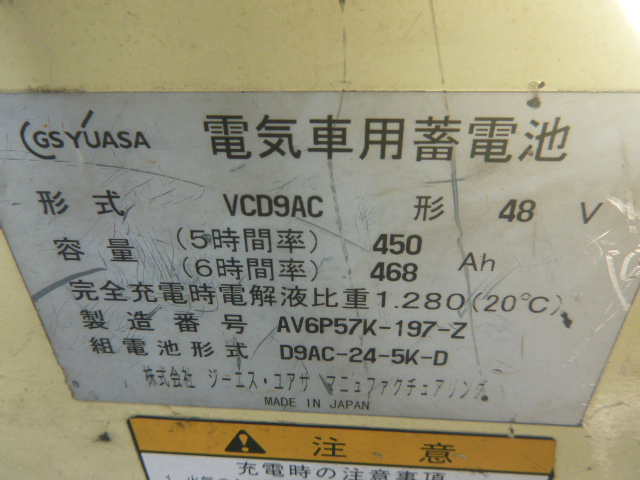 GS YUASA 電気車用蓄電池
形式 VCD9AC 形 48 V
容量 (5時間率) 450 Ah
(6時間率) 468
完全充電時電解液比重1.280(20℃)
製造番号 AV6P57K-197-Z
組電池形式 D9AC-24-5K-D
株式会社 ジーエス・ユアサ マニュファクチュアリング
MADE IN JAPAN
注意
充電時の注意事項